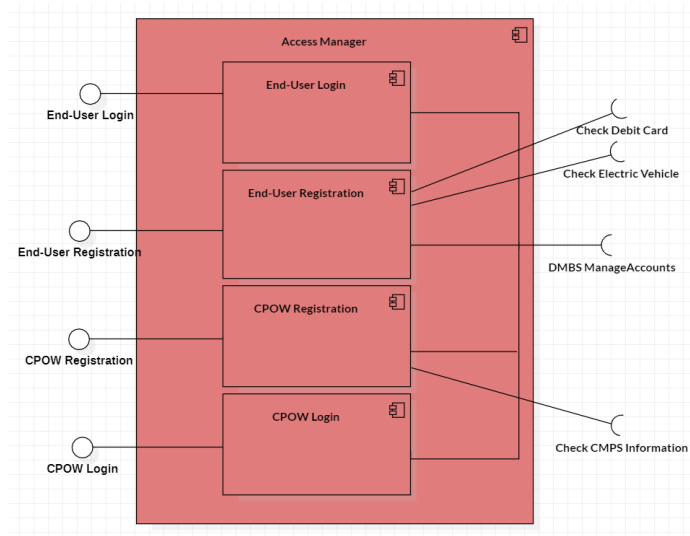 Access Manager
End-User Login
End-User Login
Check Debit Card
Check Electric Vehicle
End-User Registration
End-User Registration
DMBS ManageAccounts
CPOW Registration
CPOW Registration
CPOW Login
Check CMPS Information
CPOW Login